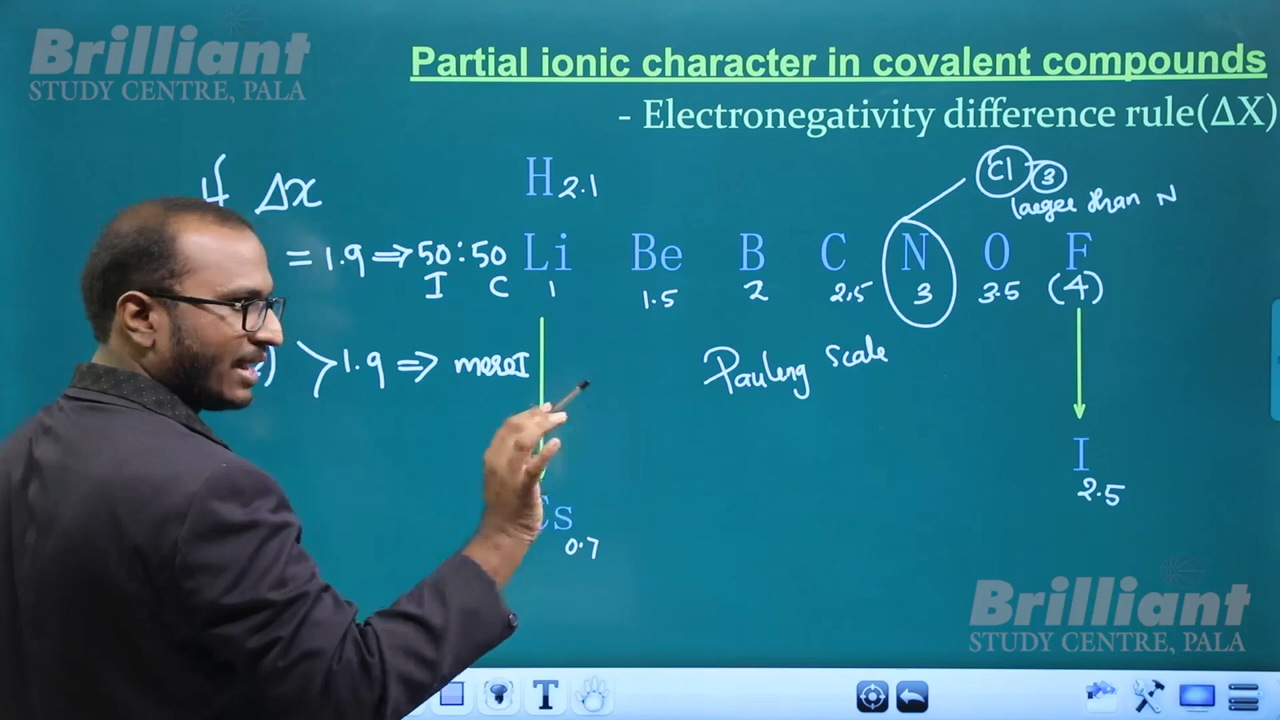 Brilliant
STUDY CENTRE, PALA
Partial ionic character in covalent compounds
- Electronegativity difference rule(ΔX)
If Δx
= 1.9 ⇒ 50:50
I C
> 1.9 ⇒ more I
H 2.1
Cl 3
larger than N
Li Be B C N O F
1 1.5 2 2.5 3 3.5 (4)
Pauling Scale
I
2.5
Cs
0.7
Brilliant
STUDY CENTRE, PALA
T